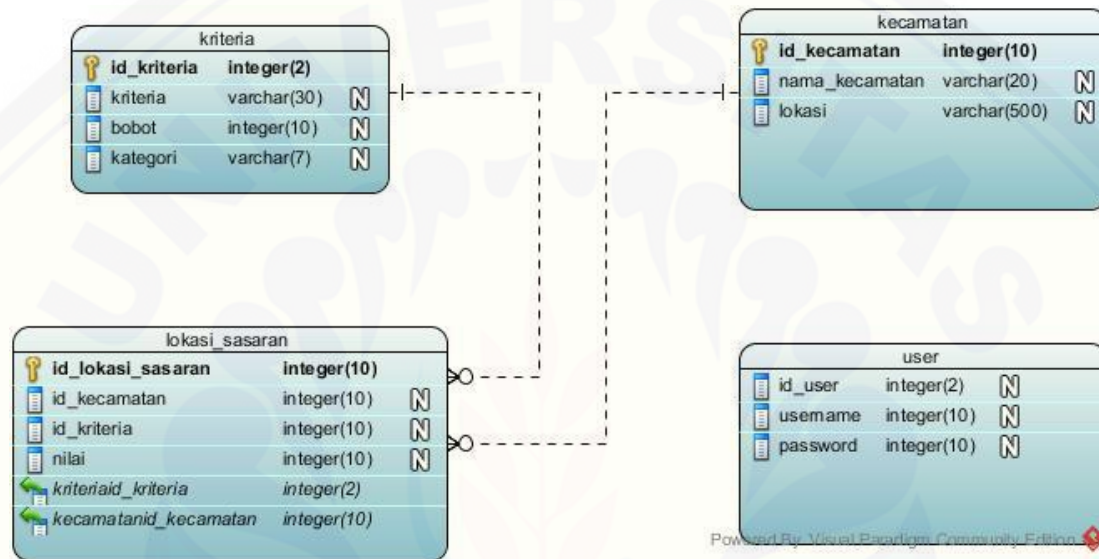 kriteria
id_kriteria integer(2)
kriteria varchar(30) N
bobot integer(10) N
kategori varchar(7) N
kecamatan
id_kecamatan integer(10)
nama_kecamatan varchar(20) N
lokasi varchar(500) N
lokasi_sasaran
id_lokasi_sasaran integer(10)
id_kecamatan integer(10) N
id_kriteria integer(10) N
nilai integer(10) N
kriteriaid_kriteria integer(2)
kecamatanid_kecamatan integer(10)
user
id_user integer(2) N
username integer(10) N
password integer(10) N
Powered By Visual Paradigm Community Edition
UNIVERSITAS